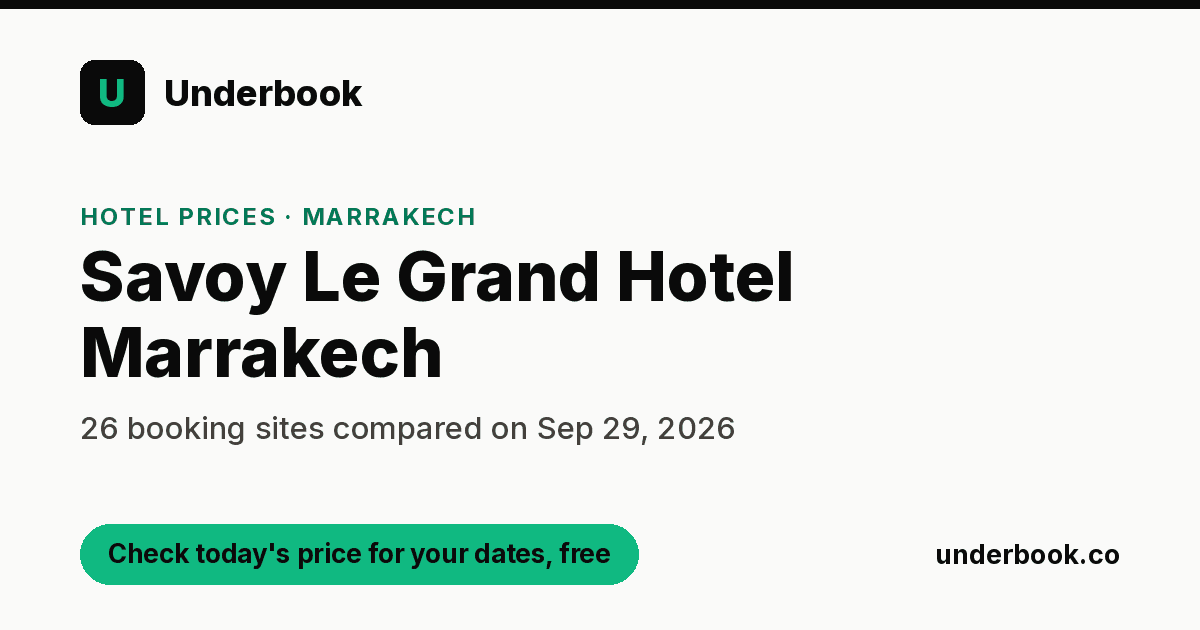 U Underbook
HOTEL PRICES · MARRAKECH
Savoy Le Grand Hotel
Marrakech
26 booking sites compared on Sep 29, 2026
Check today's price for your dates, free
underbook.co